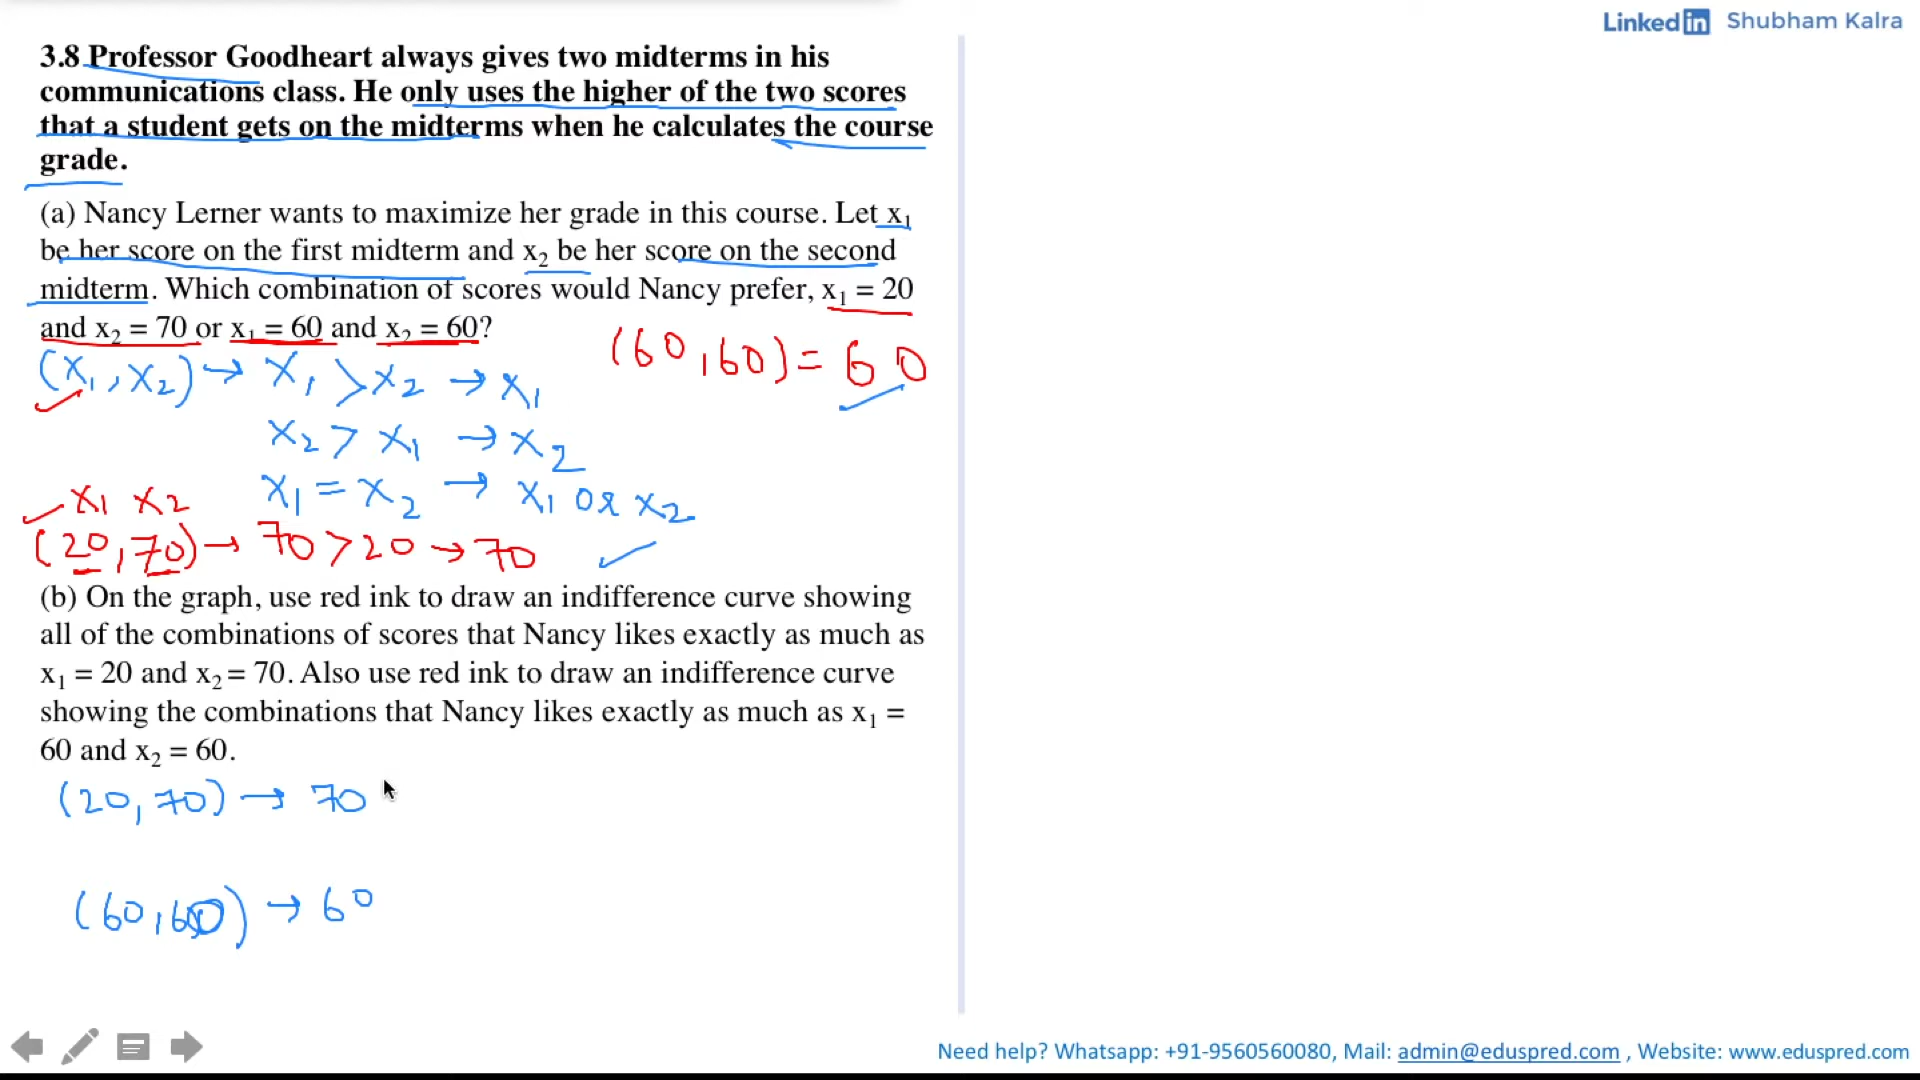 Linked in Shubham Kalra
3.8 Professor Goodheart always gives two midterms in his
communications class. He only uses the higher of the two scores
that a student gets on the midterms when he calculates the course
grade.
(a) Nancy Lerner wants to maximize her grade in this course. Let x₁
be her score on the first midterm and x₂ be her score on the second
midterm. Which combination of scores would Nancy prefer, x₁ = 20
and x₂ = 70 or x₁ = 60 and x₂ = 60?
(60,60) = 60
(x₁,x₂) → x₁ > x₂ → x₁
x₂ > x₁ → x₂
x₁ = x₂ → x₁ or x₂
x₁ x₂
(20,70) → 70 > 20 → 70
(b) On the graph, use red ink to draw an indifference curve showing
all of the combinations of scores that Nancy likes exactly as much as
x₁ = 20 and x₂ = 70. Also use red ink to draw an indifference curve
showing the combinations that Nancy likes exactly as much as x₁ =
60 and x₂ = 60.
(20,70) → 70
(60,60) → 60
Need help? Whatsapp: +91-9560560080, Mail: admin@eduspred.com , Website: www.eduspred.com